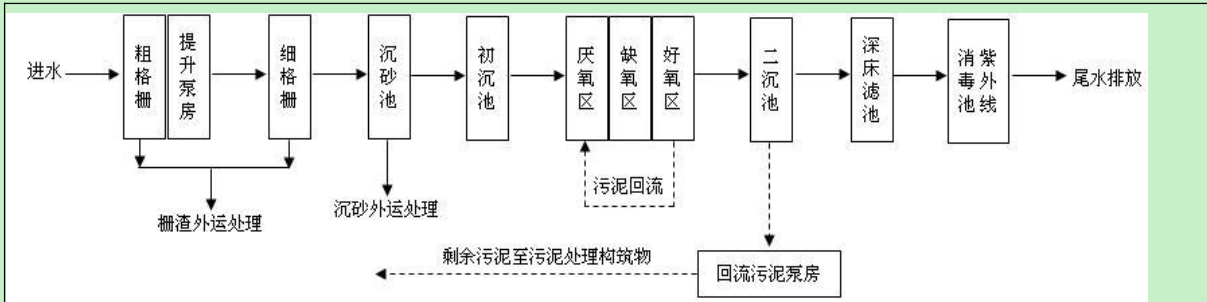 进水
粗格栅
提升泵房
细格栅
沉砂池
初沉池
厌氧区
缺氧区
好氧区
二沉池
深床滤池
紫外线
消毒池
尾水排放
污泥回流
栅渣外运处理
沉砂外运处理
剩余污泥至污泥处理构筑物
回流污泥泵房